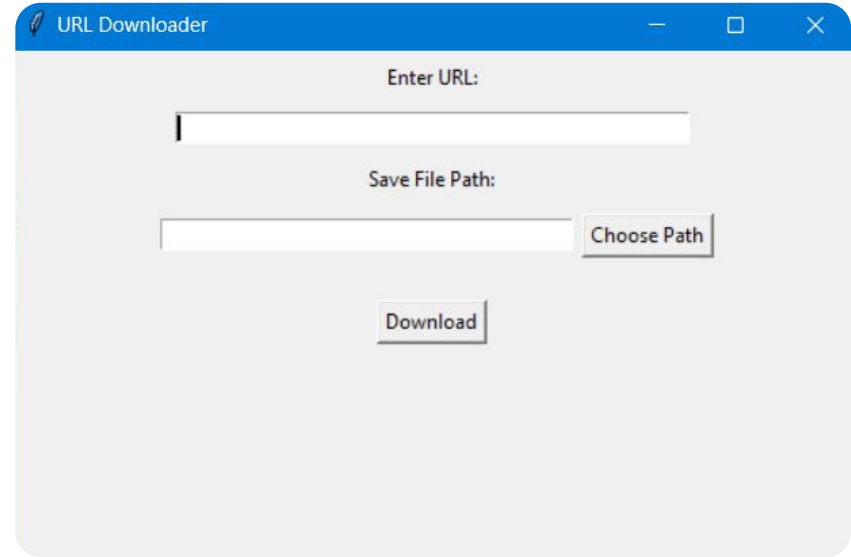 URL Downloader
Enter URL:
Save File Path:
Choose Path
Download